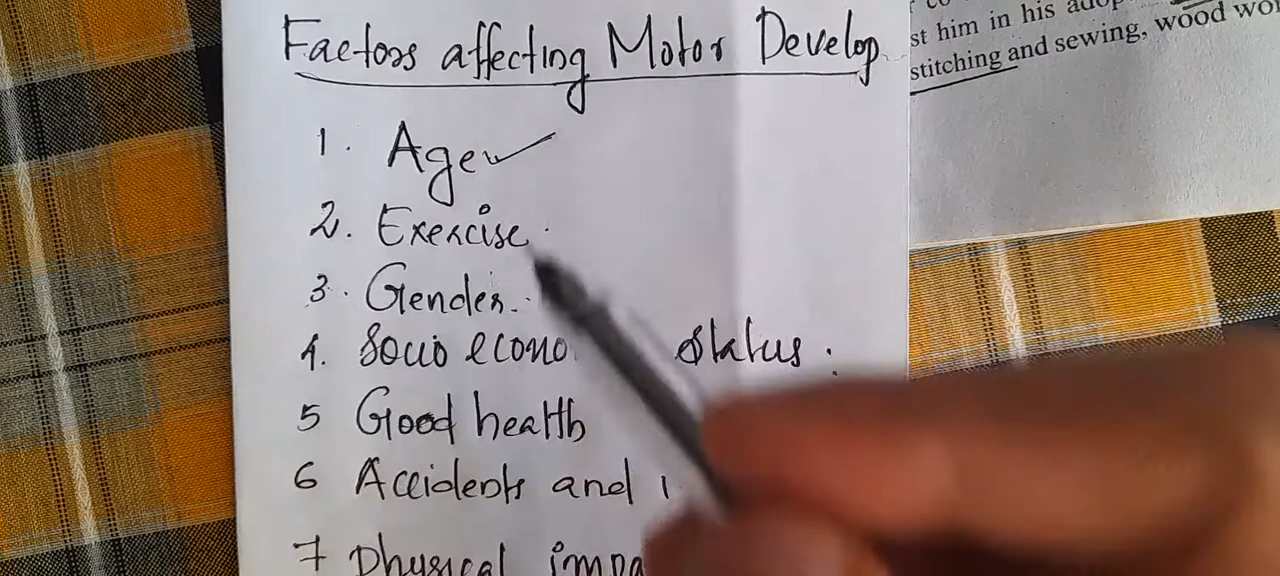 Factors affecting Motor Develop
1. Age
2. Exercise
3. Gender
4. Socio econo status
5 Good health
6 Accidents and
7 Physical
st him in his
stitching and sewing, wood